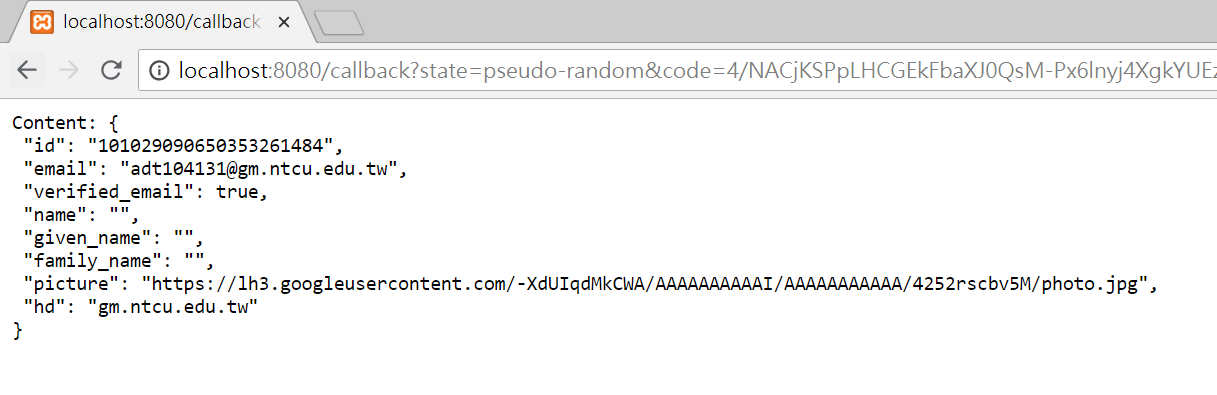 localhost:8080/callback
localhost:8080/callback?state=pseudo-random&code=4/NACjKSPpLHCGEkFbaXJ0QsM-Px6lnyj4XgkYUEz
Content: {
"id": "101029090650353261484",
"email": "adt104131@gm.ntcu.edu.tw",
"verified_email": true,
"name": "",
"given_name": "",
"family_name": "",
"picture": "https://lh3.googleusercontent.com/-XdUIqdMkCWA/AAAAAAAAAAI/AAAAAAAAAAA/4252rscbv5M/photo.jpg",
"hd": "gm.ntcu.edu.tw"
}